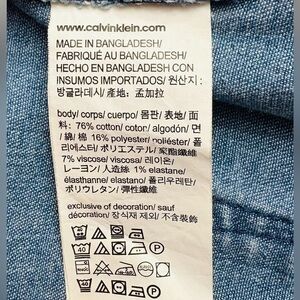 www.calvinklein.com
MADE IN BANGLADESH/
FABRIQUÉ AU BANGLADESH/
HECHO EN BANGLADESH CON
INSUMOS IMPORTADOS/ 원산지 :
방글라데시/ 產地：孟加拉
body/ corps/ cuerpo/ 몸판/ 表地/ 面
料: 76% cotton/ coton/ algodón/ 면
/ 綿/ 棉 16% polyester/ poliéster/ 폴
리에스터/ ポリエステル/ 聚酯纖維
7% viscose/ viscosa/ 레이온/
レーヨン/ 人造絲 1% elastane/
élasthanne/ elastano/ 폴리우레탄/
ポリウレタン/ 彈性纖維
exclusive of decoration/ sauf
décoration/ 장식재 제외/ 不含裝飾